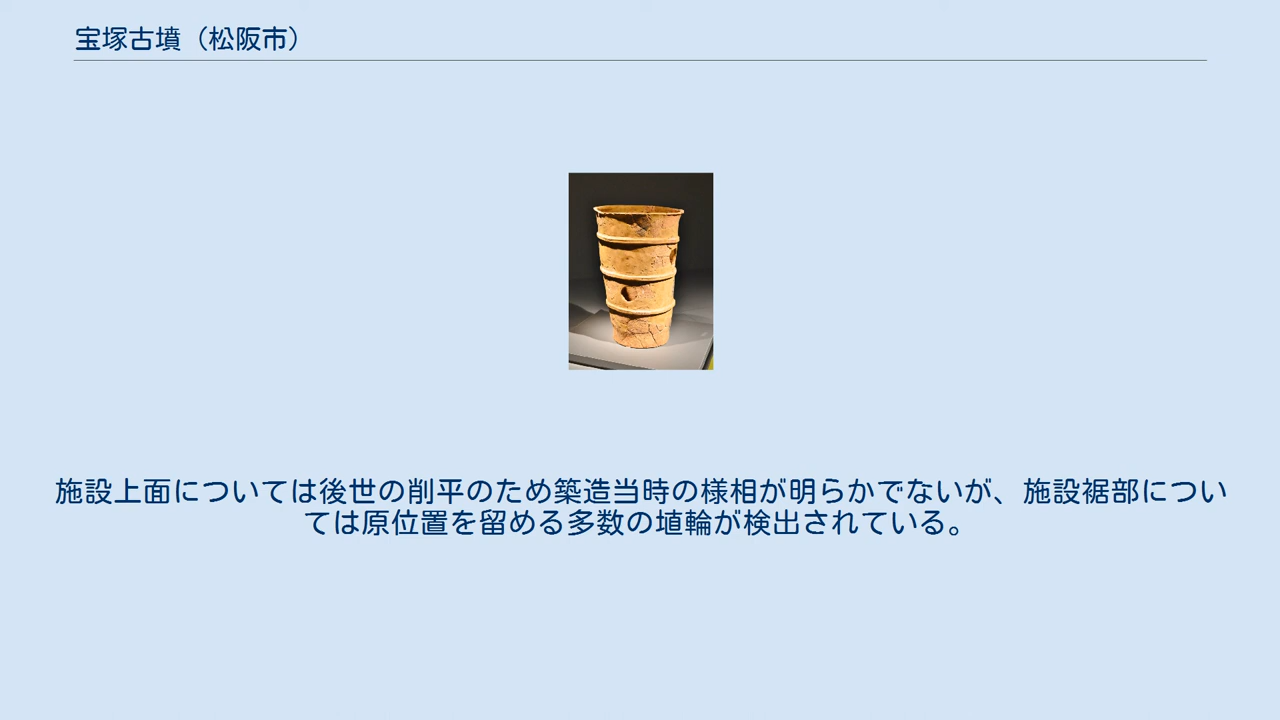 宝塚古墳（松阪市）
施設上面については後世の削平のため築造当時の様相が明らかでないが、施設裾部につい
ては原位置を留める多数の埴輪が検出されている。